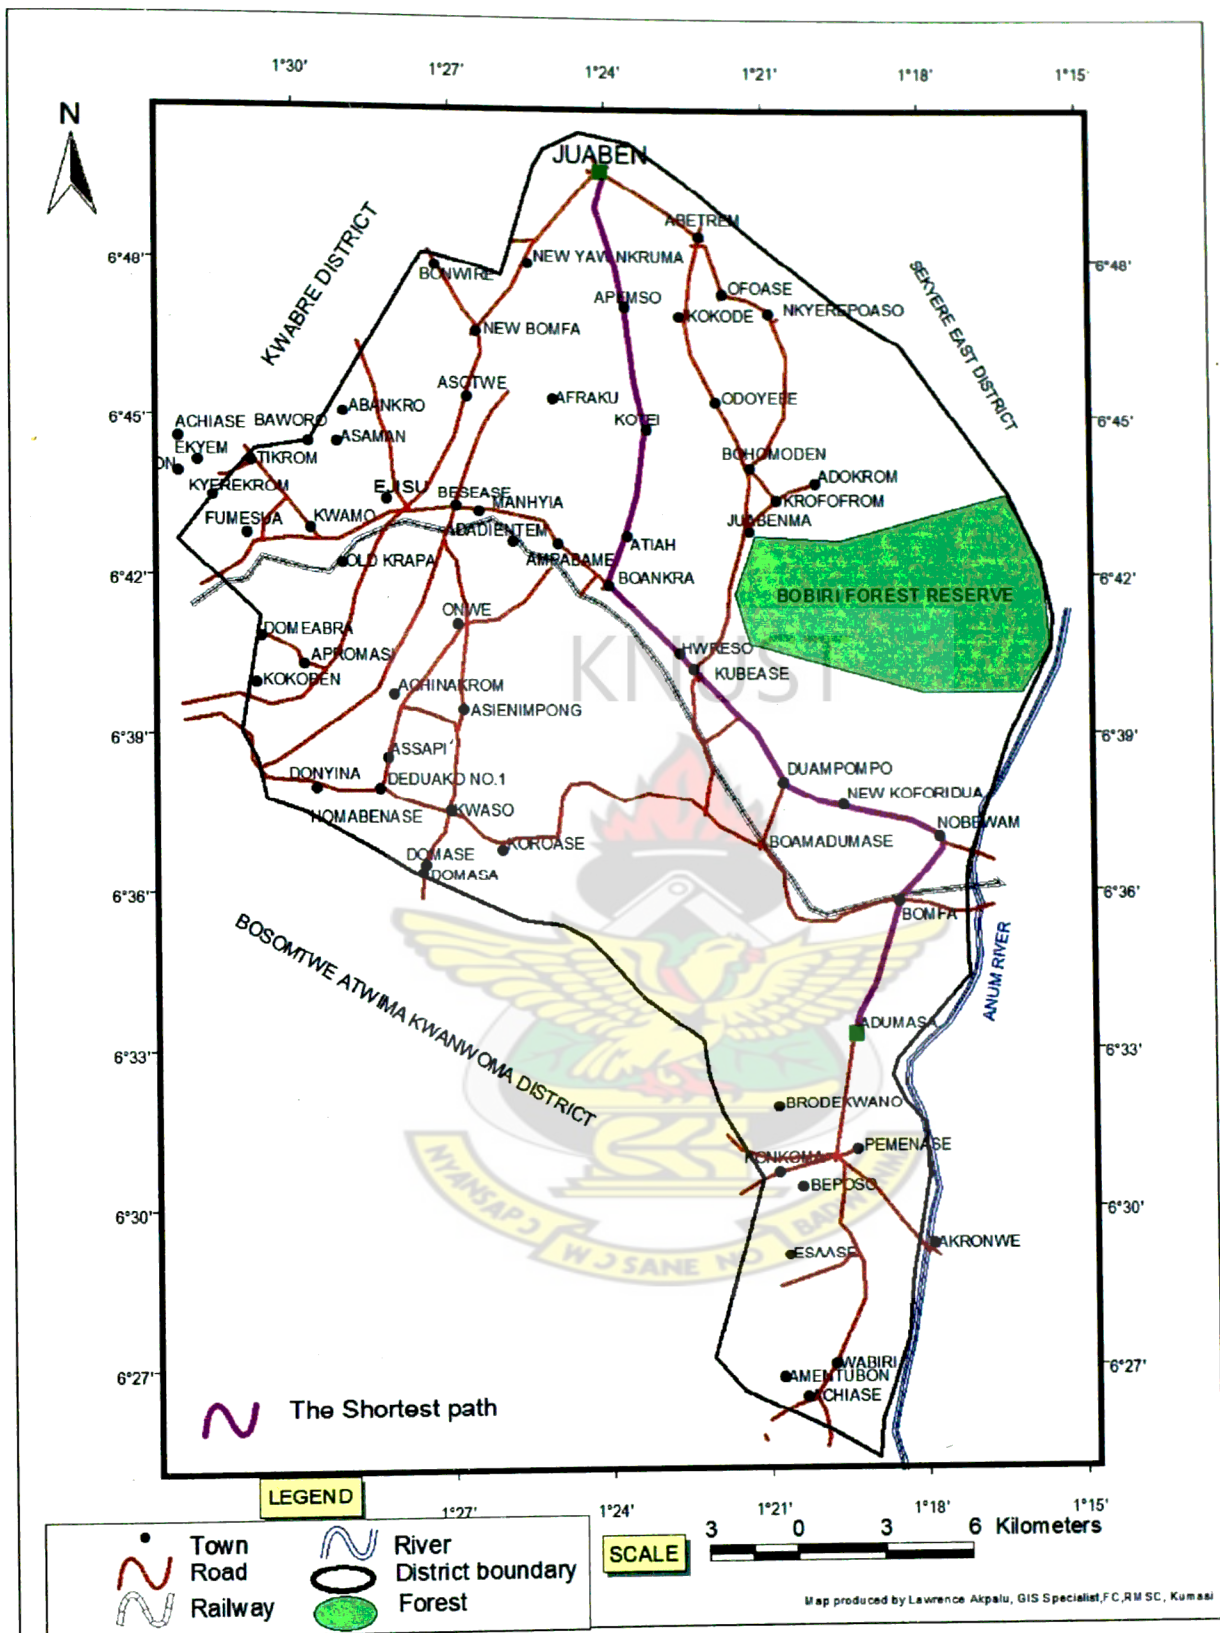 1°30'
1°27'
1°24'
1°21'
1°18'
1°15'
N
JUABEN
KWABRE DISTRICT
SEKYERE EAST DISTRICT
ABETREM
6°48'
6°48'
BONWIRE
NEW YAW NKRUMA
OFOASE
APEMSO
KOKODE
NKYEREPOASO
NEW BOMFA
ASOTWE
ABANKRO
AFRAKU
ODOYEFE
6°45'
6°45'
ACHIASE
BAWORO
KOTEI
EKYEM
ASAMAN
ON
TIKROM
BOHOMODEN
ADOKROM
KYEREKROM
EJISU
BESEASE
MANHYIA
KROFOFROM
FUMESUA
KWAMO
ADADIENTEM
JUABENMA
ATIAH
OLD KRAPA
AMPABAME
BOANKRA
6°42'
6°42'
BOBIRI FOREST RESERVE
ONWE
DOMEABRA
KNUST
HWRESO
APROMASI
KUBEASE
KOKOBEN
ACHINAKROM
ASIENIMPONG
6°38'
6°39'
ASSAPI
DUAMPOMPO
DONYINA
DEDUAKO NO.1
NEW KOFORIDUA
HOMABENASE
KWASO
NOBEWAM
KOROASE
BOAMADUMASE
DOMASE
DOMASA
6°36'
6°36'
BOMFA
BOSOMTWE ATWIMA KWANWOMA DISTRICT
ANUM RIVER
ADUMASA
6°33'
6°33'
BRODEKWANO
PEMENASE
KONKOMA
BEPOSO
NYANSAPƆ
WƆSANE NO
6°30'
6°30'
AKRONWE
ESAASE
WABIRI
6°27'
6°27'
AMENTUBON
ACHIASE
The Shortest path
LEGEND
1°27'
1°24'
1°21'
1°18'
1°15'
Town
River
Road
District boundary
Railway
Forest
SCALE
3 0 3 6 Kilometers
Map produced by Lawrence Akpalu, GIS Specialist,FC,RMSC, Kumasi